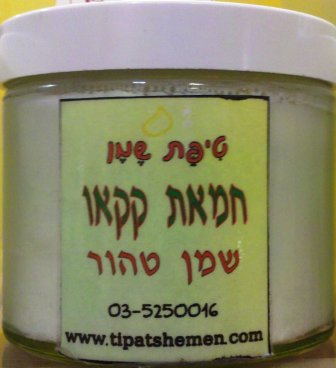 טִיפַּת שֶׁמֶן
חמאת קקאו
שמן טהור
03-5250016
www.tipatshemen.com